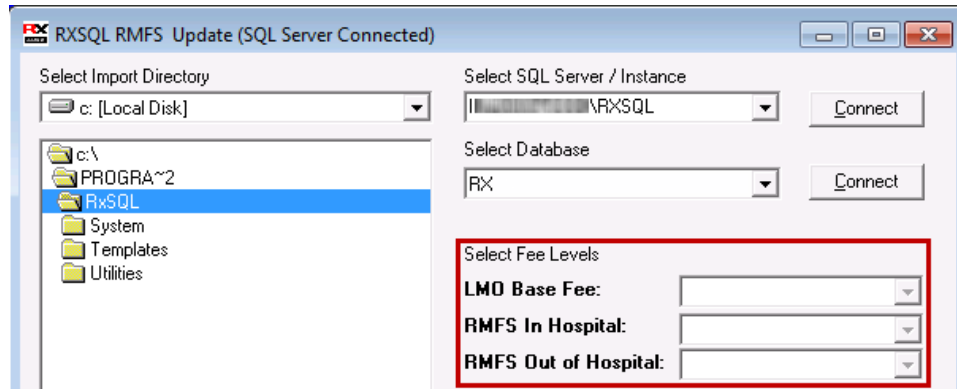 RXSQL RMFS Update (SQL Server Connected)
Select Import Directory
c: [Local Disk]
c:\
PROGRA~2
RxSQL
System
Templates
Utilities
Select SQL Server / Instance
\RXSQL
Connect
Select Database
RX
Connect
Select Fee Levels
LMO Base Fee:
RMFS In Hospital:
RMFS Out of Hospital: